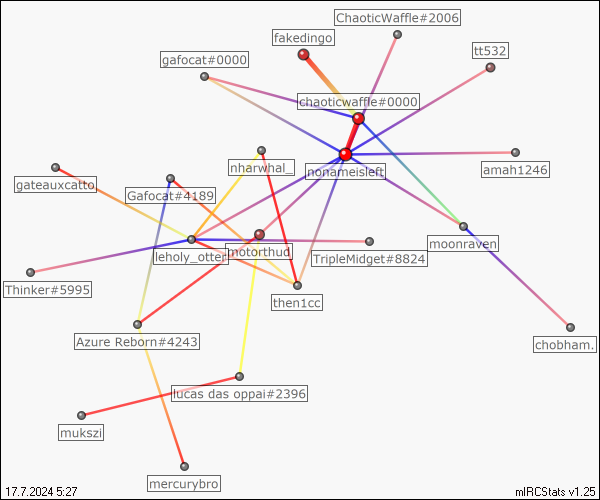 ChaoticWaffle#2006
fakedingo
tt532
gafocat#0000
chaoticwaffle#0000
nharwhal_
nonameisleft
amah1246
gateauxcatto
Gafocat#4189
moonraven
leholy_otter
motorthud
TripleMidget#8824
Thinker#5995
then1cc
Azure Reborn#4243
chobham.
lucas das oppai#2396
mukszi
mercurybro
17.7.2024 5:27
mIRCStats v1.25